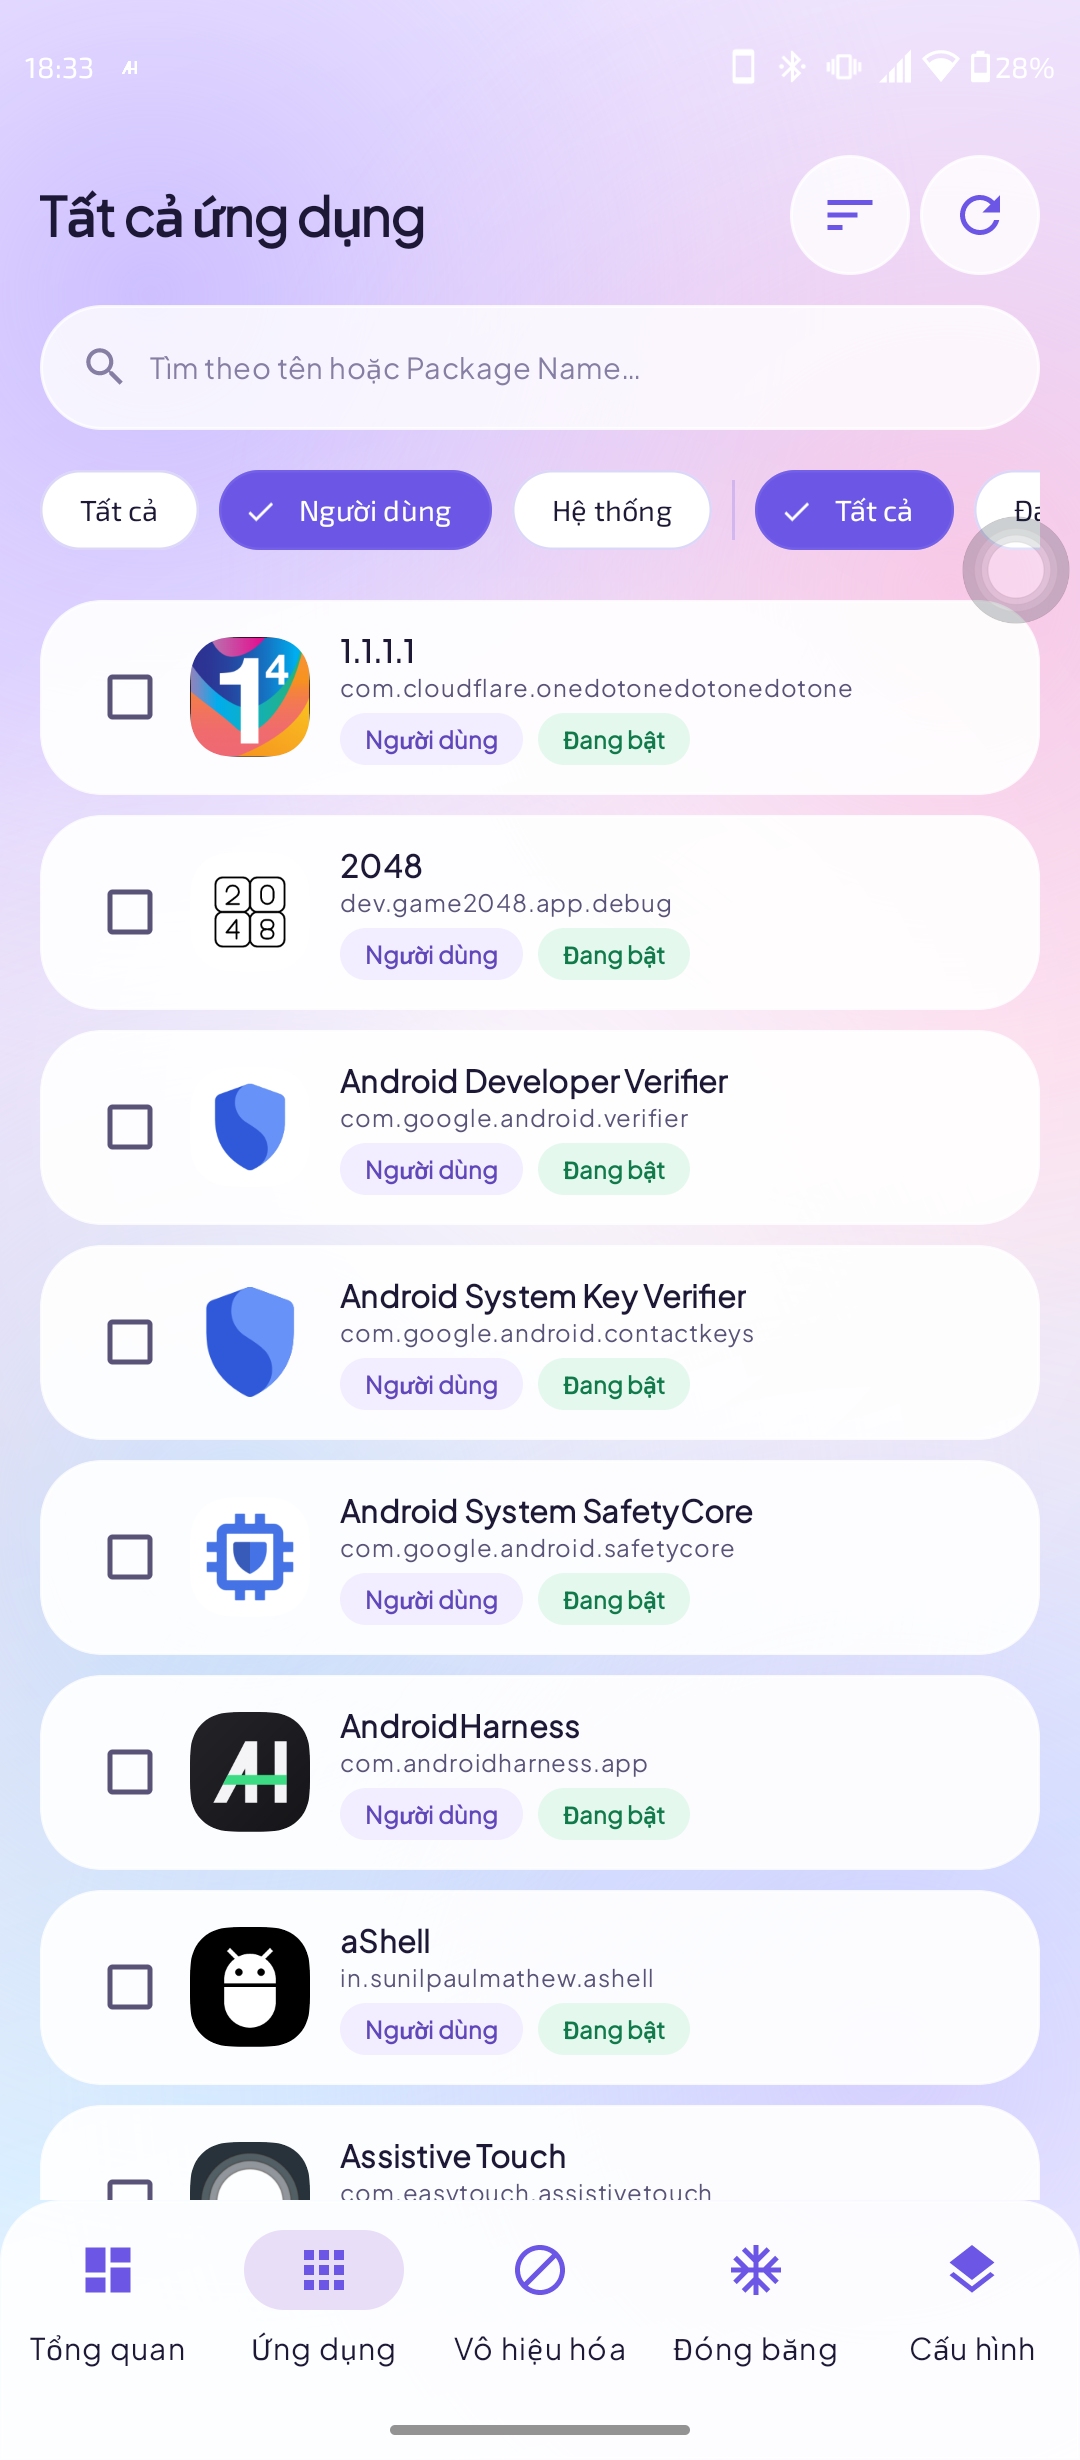 18:33
28%
Tất cả ứng dụng
Tìm theo tên hoặc Package Name...
Tất cả
Người dùng
Hệ thống
Tất cả
1.1.1.1
com.cloudflare.onedotonedotonedotone
Người dùng
Đang bật
2048
dev.game2048.app.debug
Người dùng
Đang bật
Android Developer Verifier
com.google.android.verifier
Người dùng
Đang bật
Android System Key Verifier
com.google.android.contactkeys
Người dùng
Đang bật
Android System SafetyCore
com.google.android.safetycore
Người dùng
Đang bật
AndroidHarness
com.androidharness.app
Người dùng
Đang bật
aShell
in.sunilpaulmathew.ashell
Người dùng
Đang bật
Assistive Touch
com.easytouch.assistivetouch
Tổng quan
Ứng dụng
Vô hiệu hóa
Đóng băng
Cấu hình